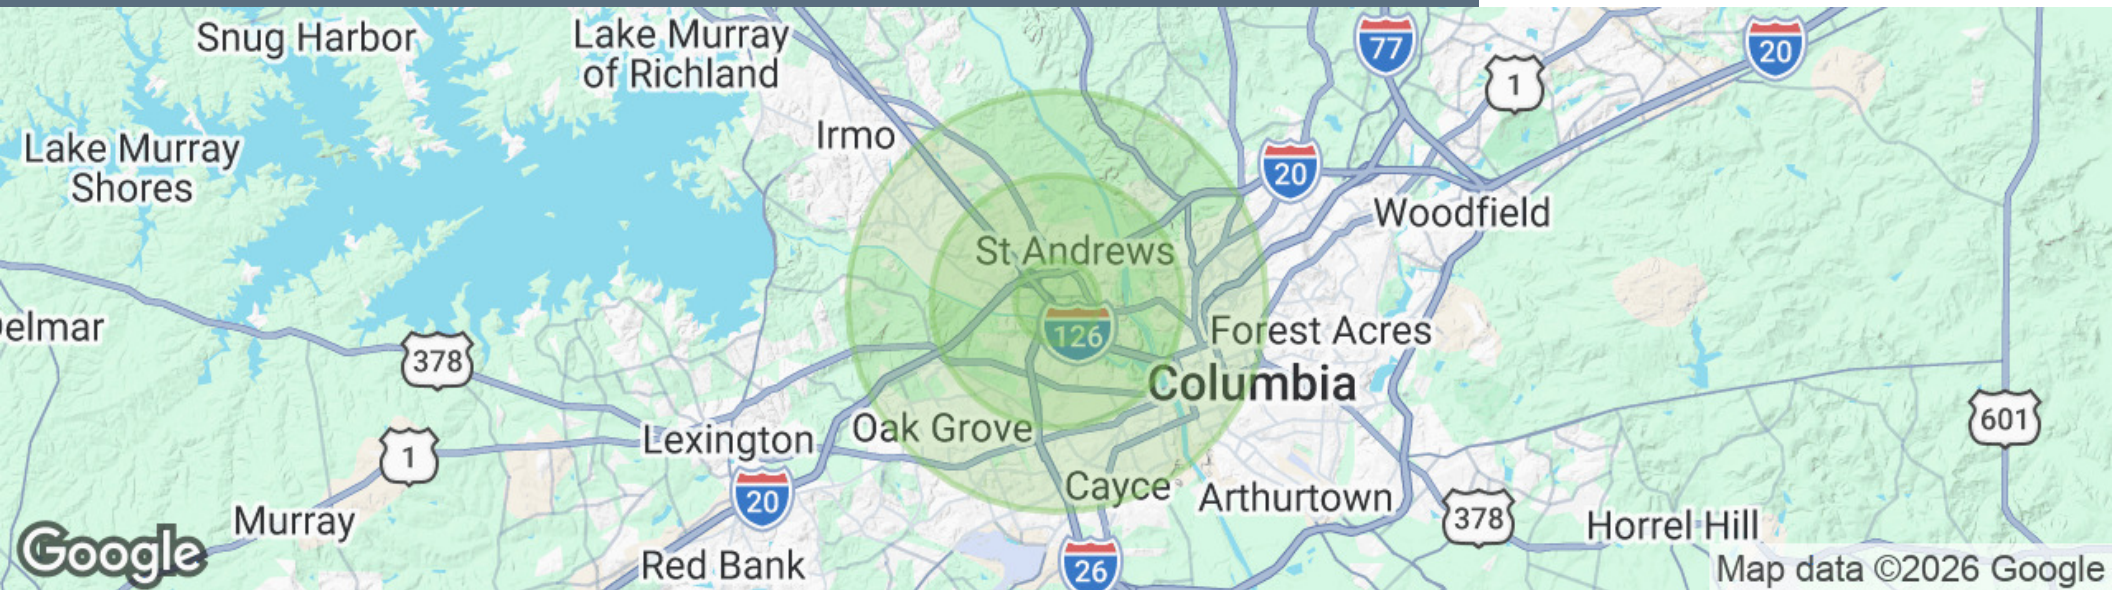 Snug Harbor
Lake Murray
of Richland
77
20
1
Irmo
Lake Murray
Shores
20
Woodfield
St Andrews
126
Forest Acres
378
Columbia
601
Oak Grove
Lexington
1
Cayce
Arthurtown
20
378
Murray
Horrel Hill
Red Bank
26
Google
Map data ©2026 Google